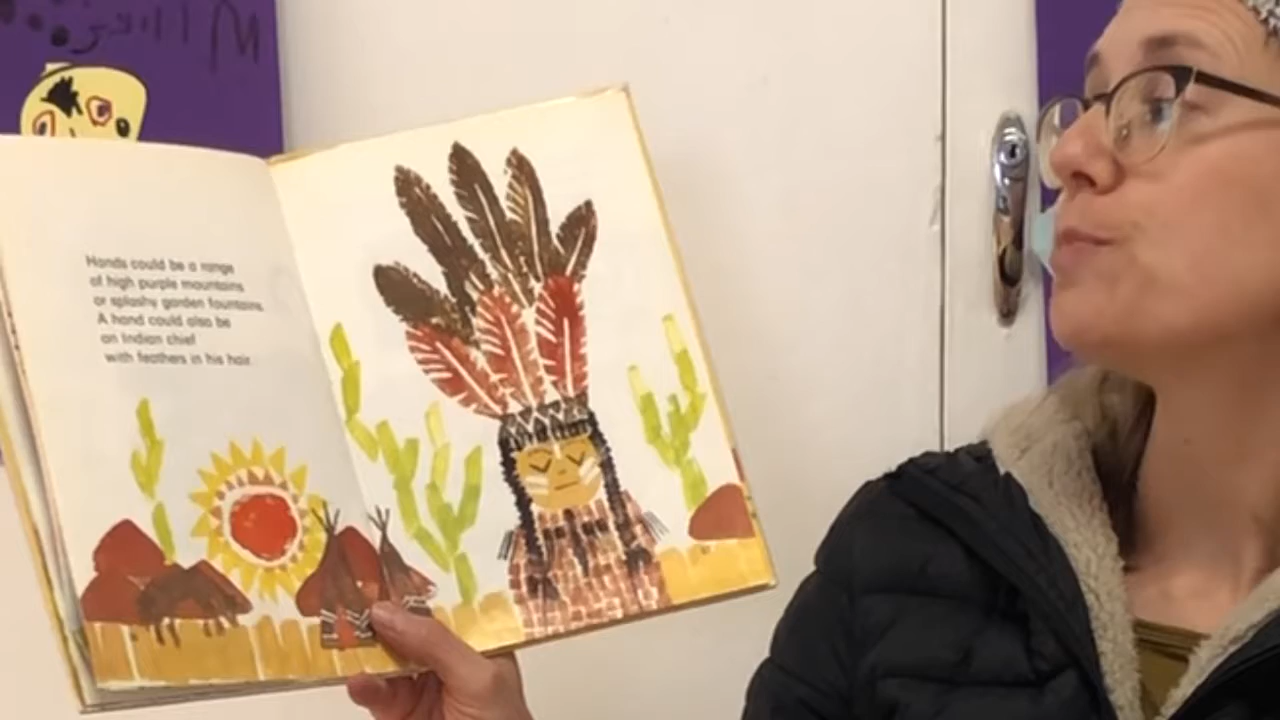 Hands could be a range
of high purple mountains
or splashy garden fountains.
A hand could also be
an Indian chief
with feathers in his hair.